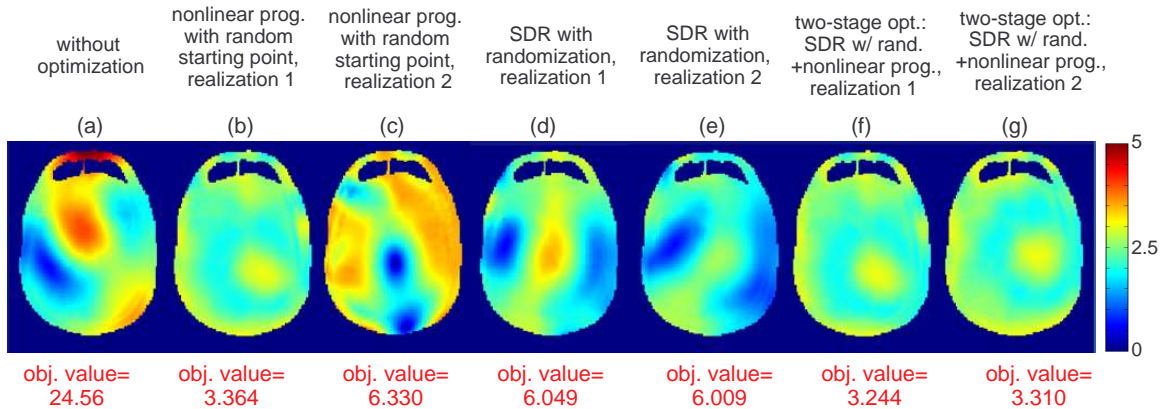 without
optimization
nonlinear prog.
with random
starting point,
realization 1
nonlinear prog.
with random
starting point,
realization 2
SDR with
randomization,
realization 1
SDR with
randomization,
realization 2
two-stage opt.:
SDR w/ rand.
+nonlinear prog.,
realization 1
two-stage opt.:
SDR w/ rand.
+nonlinear prog.,
realization 2
(a)
(b)
(c)
(d)
(e)
(f)
(g)
5
2.5
0
obj. value=
24.56
obj. value=
3.364
obj. value=
6.330
obj. value=
6.049
obj. value=
6.009
obj. value=
3.244
obj. value=
3.310